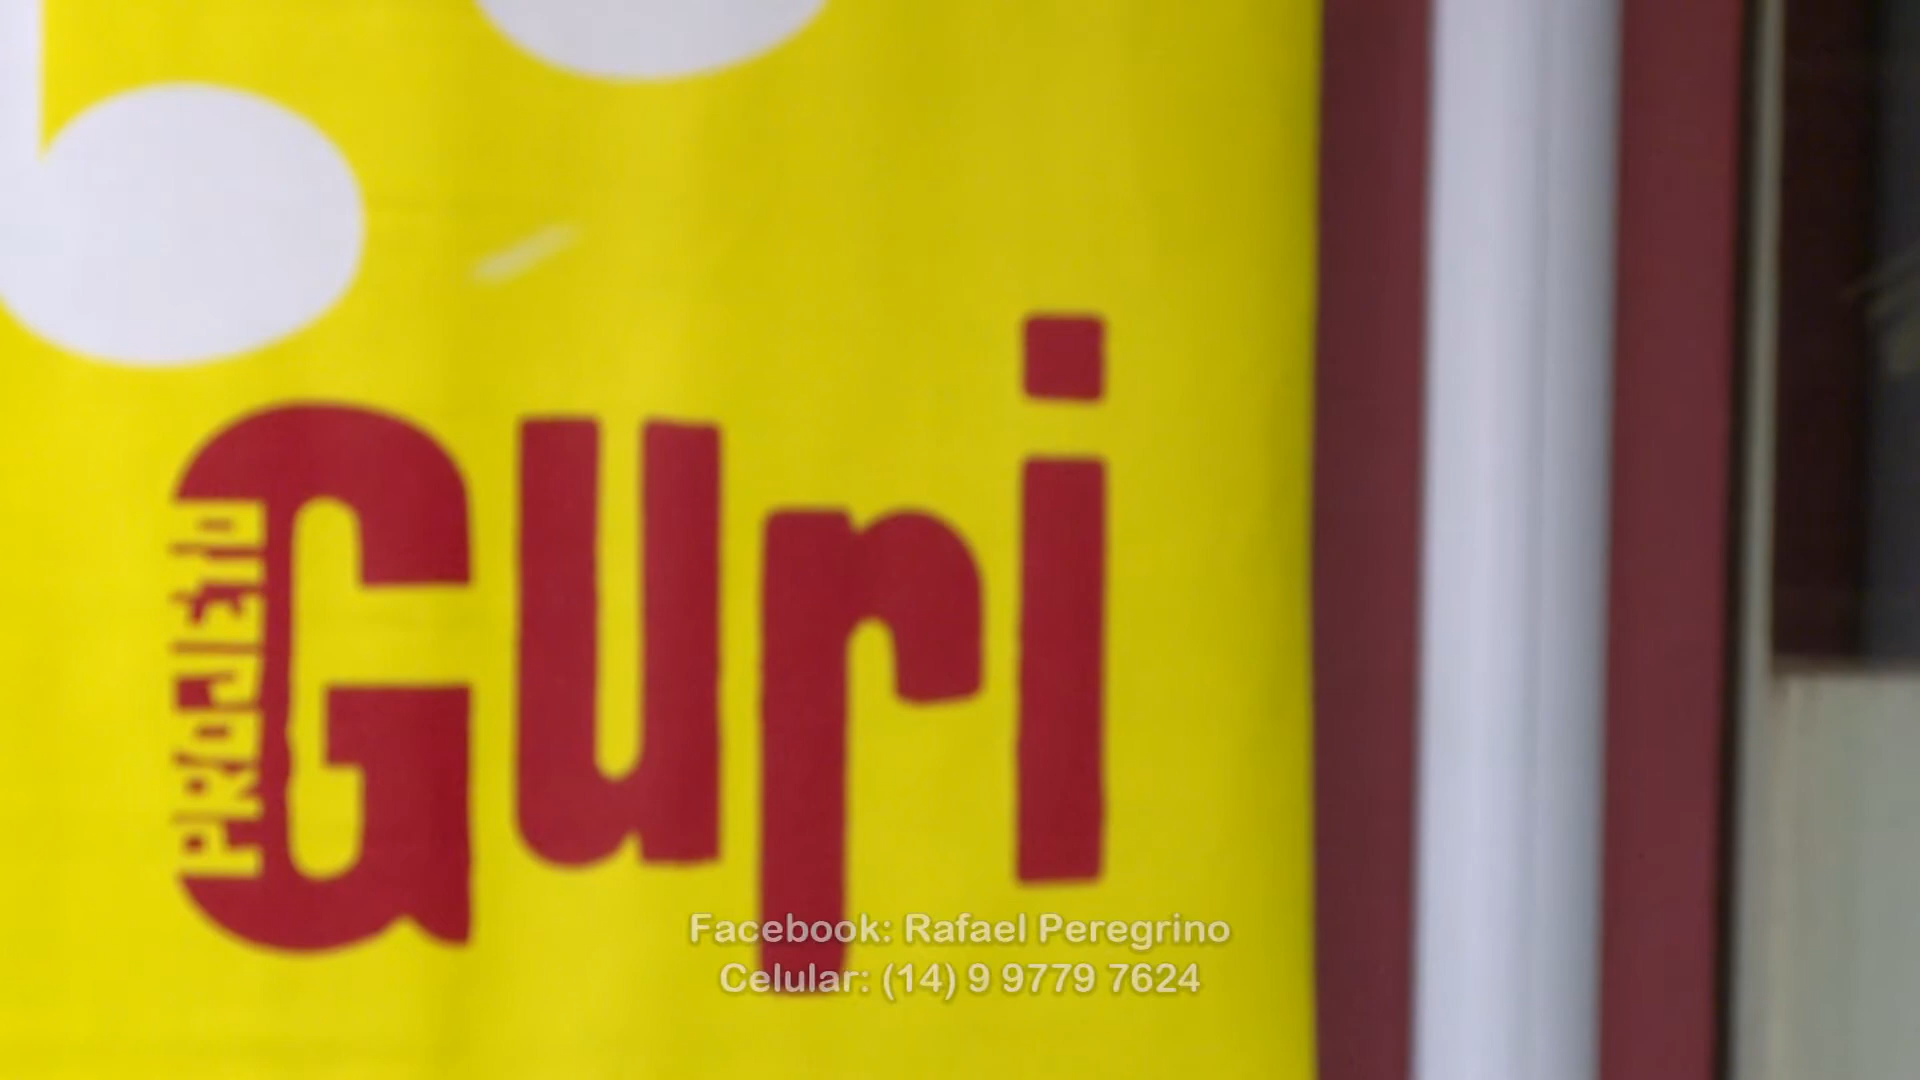 PROJETO
Guri
Facebook: Rafael Peregrino
Celular: (14) 9 9779 7624